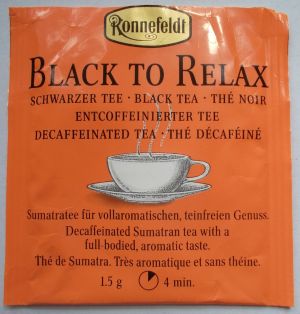 Ronnefeldt
BLACK TO RELAX
SCHWARZER TEE · BLACK TEA · THÉ NOIR
ENTCOFFEINIERTER TEE
DECAFFEINATED TEA · THÉ DÉCAFÉINÉ
Sumatratee für vollaromatischen, teinfreien Genuss.
Decaffeinated Sumatran tea with a
full-bodied, aromatic taste.
Thé de Sumatra. Très aromatique et sans théine.
1.5 g 4 min.